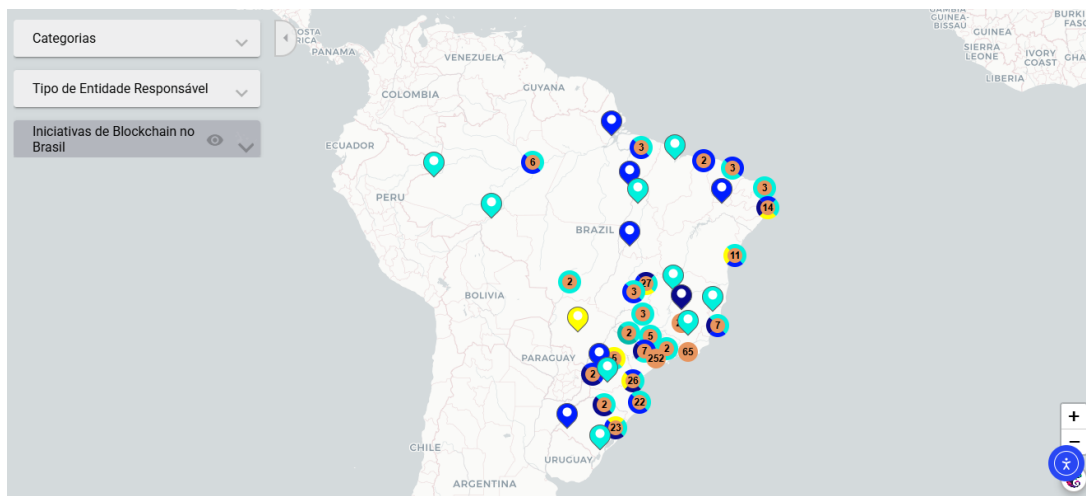 Categorias
Tipo de Entidade Responsável
Iniciativas de Blockchain no
Brasil
PANAMA
VENEZUELA
GUYANA
COLOMBIA
ECUADOR
PERU
BRAZIL
BOLIVIA
PARAGUAY
CHILE
URUGUAY
ARGENTINA
GUINEA-
BISSAU
GUINEA
SIERRA
LEONE
IVORY
COAST
LIBERIA
3
6
2
3
3
14
11
2
27
3
3
7
2
5
7
2
252
65
2
26
2
22
23
+
−